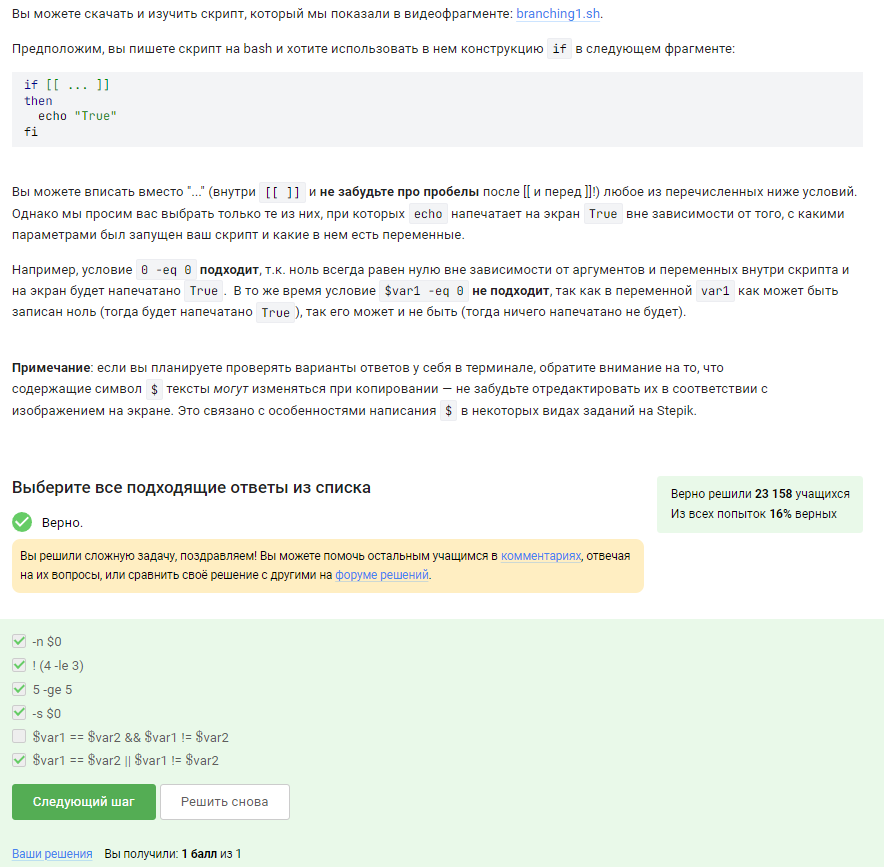 Вы можете скачать и изучить скрипт, который мы показали в видеофрагменте: branching1.sh.
Предположим, вы пишете скрипт на bash и хотите использовать в нем конструкцию if в следующем фрагменте:
if [[ ... ]]
then
  echo "True"
fi
Вы можете вписать вместо "..." (внутри [[ ]] и не забудьте про пробелы после [[ и перед ]]!) любое из перечисленных ниже условий.
Однако мы просим вас выбрать только те из них, при которых echo напечатает на экран True вне зависимости от того, с какими
параметрами был запущен ваш скрипт и какие в нем есть переменные.
Например, условие 0 -eq 0 подходит, т.к. ноль всегда равен нулю вне зависимости от аргументов и переменных внутри скрипта и
на экран будет напечатано True. В то же время условие $var1 -eq 0 не подходит, так как в переменной var1 как может быть
записан ноль (тогда будет напечатано True), так его может и не быть (тогда ничего напечатано не будет).
Примечание: если вы планируете проверять варианты ответов у себя в терминале, обратите внимание на то, что
содержащие символ $ тексты могут изменяться при копировании — не забудьте отредактировать их в соответствии с
изображением на экране. Это связано с особенностями написания $ в некоторых видах заданий на Stepik.
Выберите все подходящие ответы из списка
Верно решили 23 158 учащихся
Из всех попыток 16% верных
Верно.
Вы решили сложную задачу, поздравляем! Вы можете помочь остальным учащимся в комментариях, отвечая
на их вопросы, или сравнить своё решение с другими на форуме решений.
-n $0
! (4 -le 3)
5 -ge 5
-s $0
$var1 == $var2 && $var1 != $var2
$var1 == $var2 || $var1 != $var2
Следующий шаг
Решить снова
Ваши решения Вы получили: 1 балл из 1